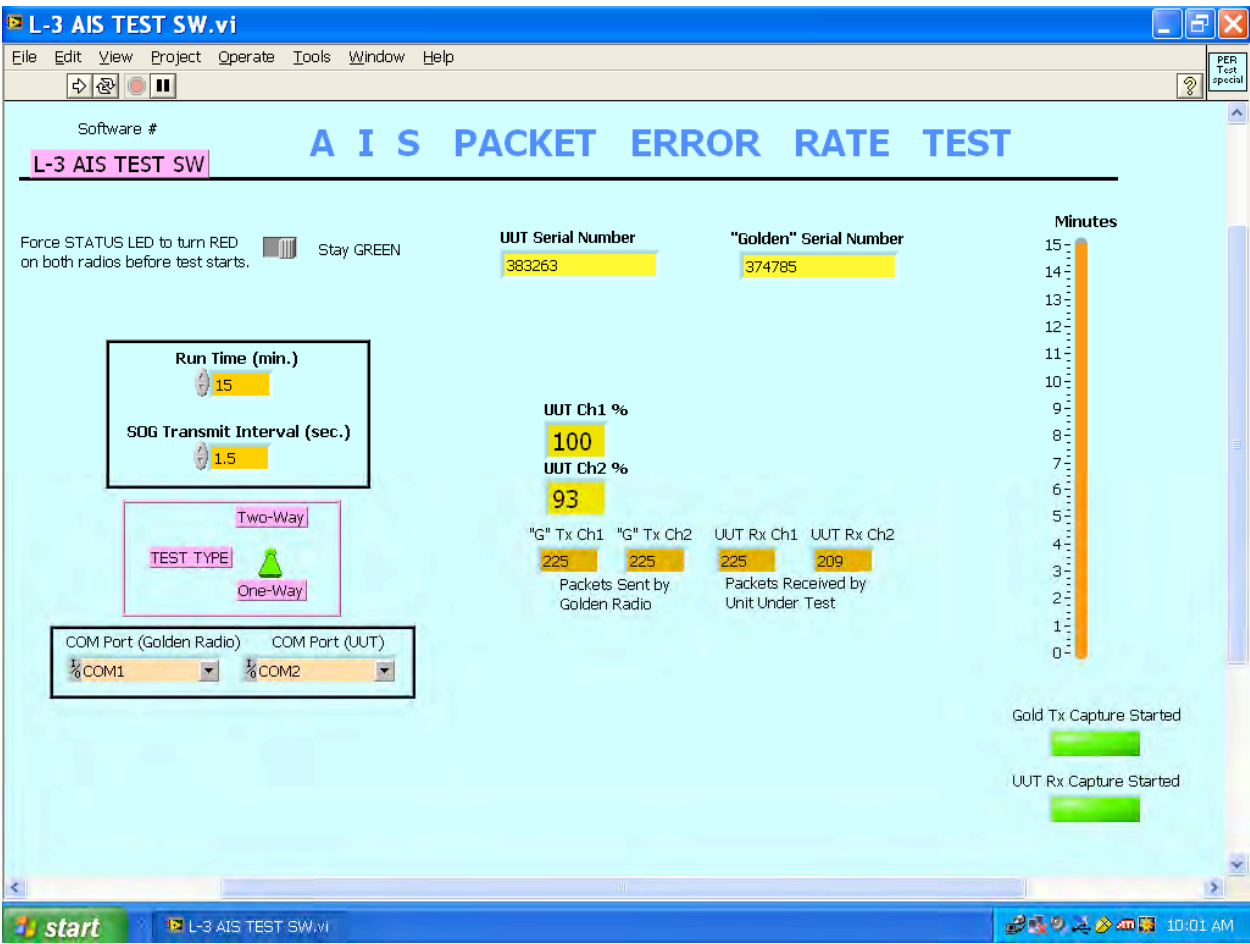 L-3 AIS TEST SW.vi
File Edit View Project Operate Tools Window Help
PER
Test
special
?
Software #
L-3 AIS TEST SW
A I S PACKET ERROR RATE TEST
Force STATUS LED to turn RED
on both radios before test starts.
Stay GREEN
UUT Serial Number
383263
"Golden" Serial Number
374785
Minutes
15
14
13
12
11
10
9
8
7
6
5
4
3
2
1
0
Run Time (min.)
15
SOG Transmit Interval (sec.)
1.5
UUT Ch1 %
100
UUT Ch2 %
93
Two-Way
TEST TYPE
One-Way
"G" Tx Ch1 "G" Tx Ch2 UUT Rx Ch1 UUT Rx Ch2
225 225 225 209
Packets Sent by
Golden Radio
Packets Received by
Unit Under Test
COM Port (Golden Radio) COM Port (UUT)
COM1 COM2
Gold Tx Capture Started
UUT Rx Capture Started
start
L-3 AIS TEST SW.vi
10:01 AM